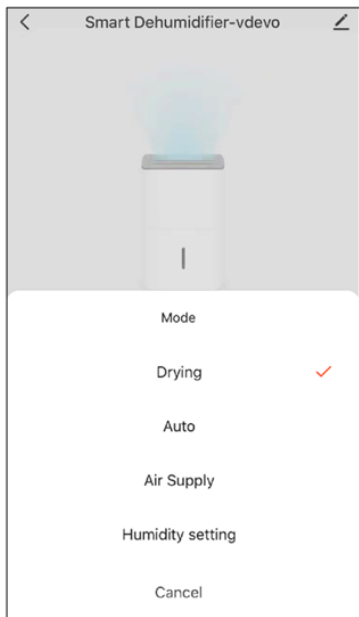 Smart Dehumidifier-vdevo
Mode
Drying
Auto
Air Supply
Humidity setting
Cancel